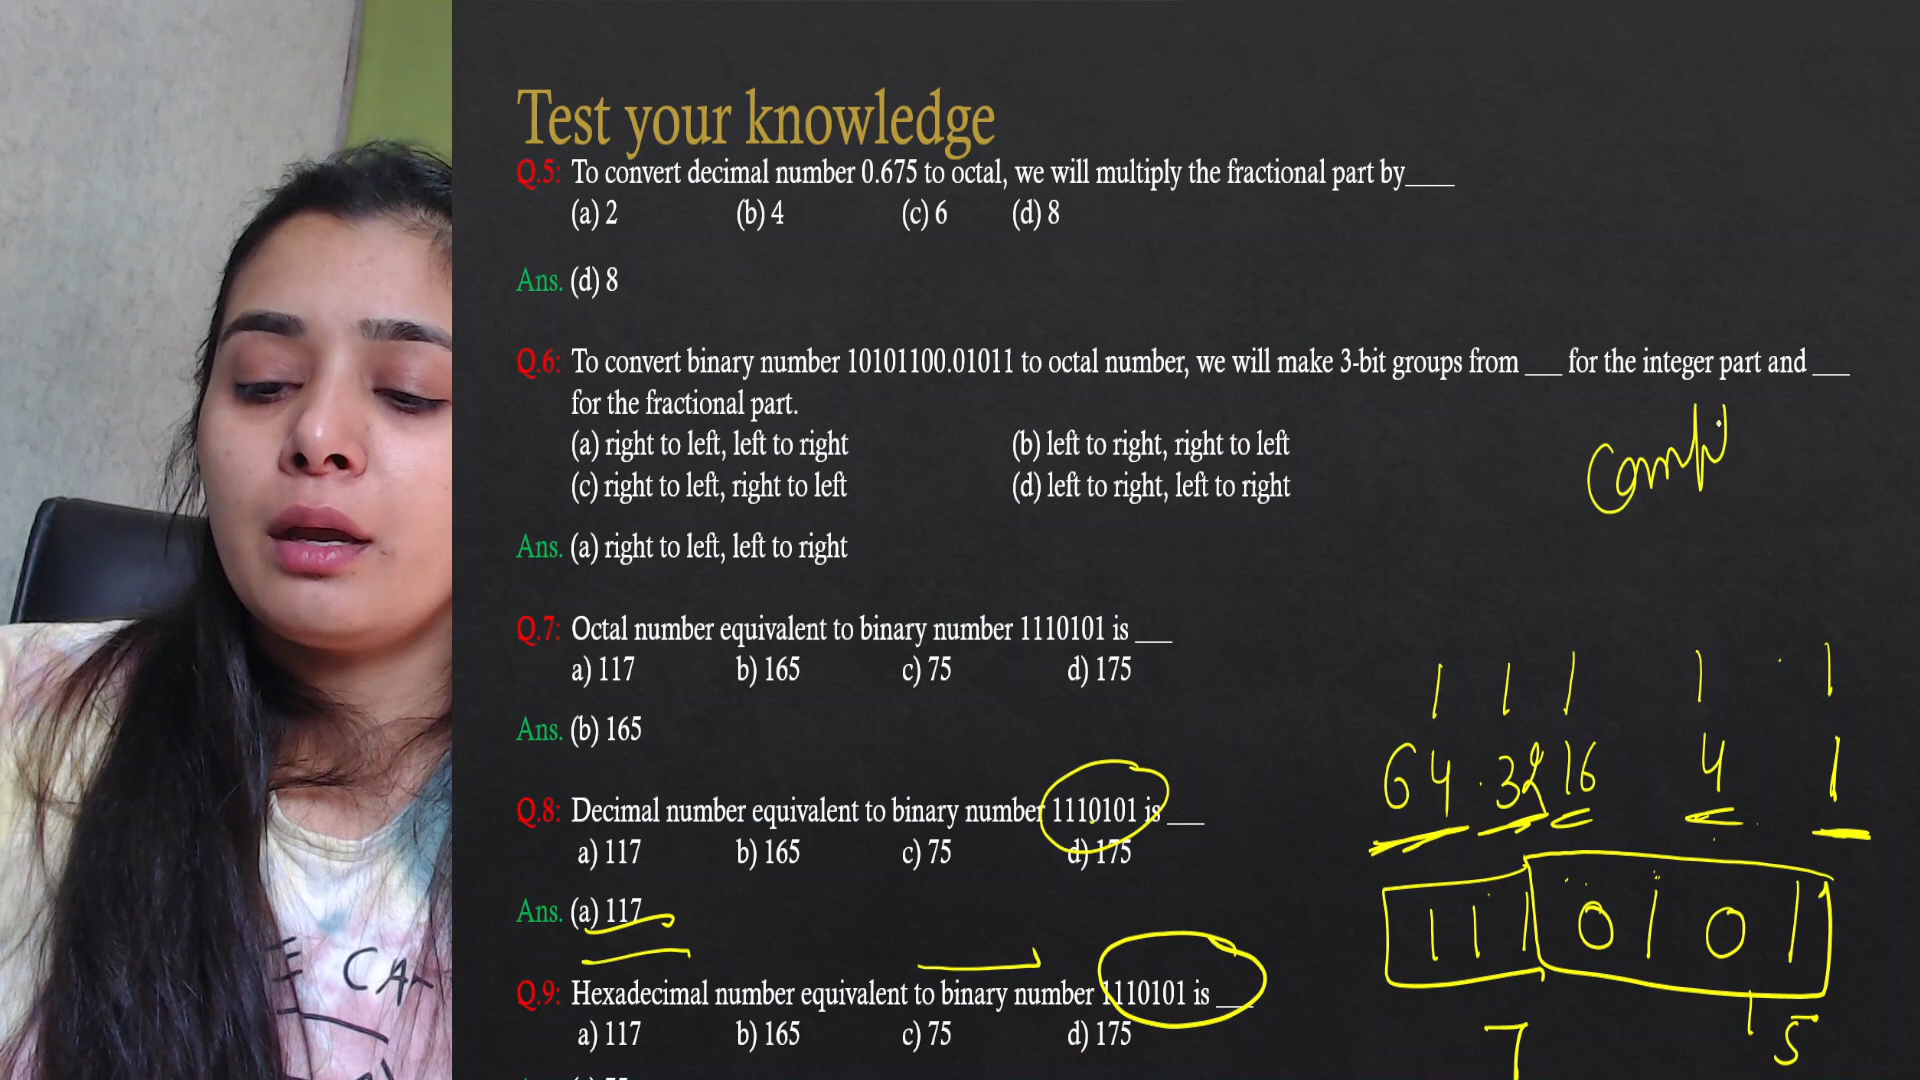 Test your knowledge
Q.5: To convert decimal number 0.675 to octal, we will multiply the fractional part by____
(a) 2 (b) 4 (c) 6 (d) 8
Ans. (d) 8
Q.6: To convert binary number 10101100.01011 to octal number, we will make 3-bit groups from ___ for the integer part and ___
for the fractional part.
(a) right to left, left to right (b) left to right, right to left
(c) right to left, right to left (d) left to right, left to right
Ans. (a) right to left, left to right
Q.7: Octal number equivalent to binary number 1110101 is ___
a) 117 b) 165 c) 75 d) 175
Ans. (b) 165
Q.8: Decimal number equivalent to binary number 1110101 is ___
a) 117 b) 165 c) 75 d) 175
Ans. (a) 117
Q.9: Hexadecimal number equivalent to binary number 1110101 is ___
a) 117 b) 165 c) 75 d) 175
1 1 1 1 1
64 32 16 4 1
1 1 1 0 1 0 1
7 5
CA